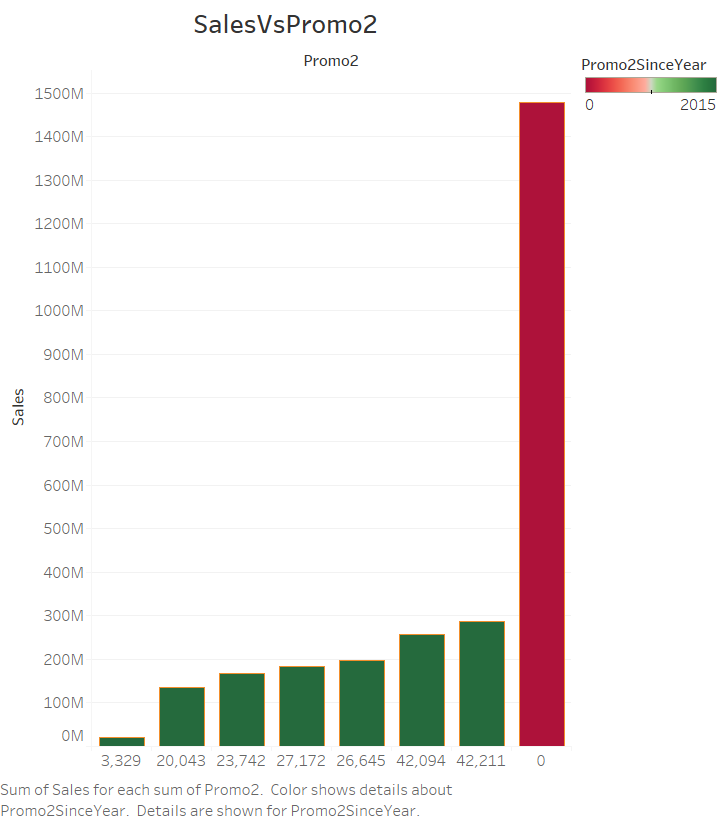 SalesVsPromo2
Promo2
Promo2SinceYear
0 2015
1500M
1400M
1300M
1200M
1100M
1000M
900M
800M
700M
600M
500M
400M
300M
200M
100M
0M
Sales
3,329 20,043 23,742 27,172 26,645 42,094 42,211 0
Sum of Sales for each sum of Promo2. Color shows details about
Promo2SinceYear. Details are shown for Promo2SinceYear.